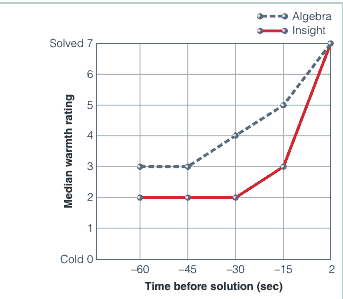 Algebra
Insight
Solved 7
6
5
4
3
2
1
Cold 0
Median warmth rating
–60 –45 –30 –15 2
Time before solution (sec)